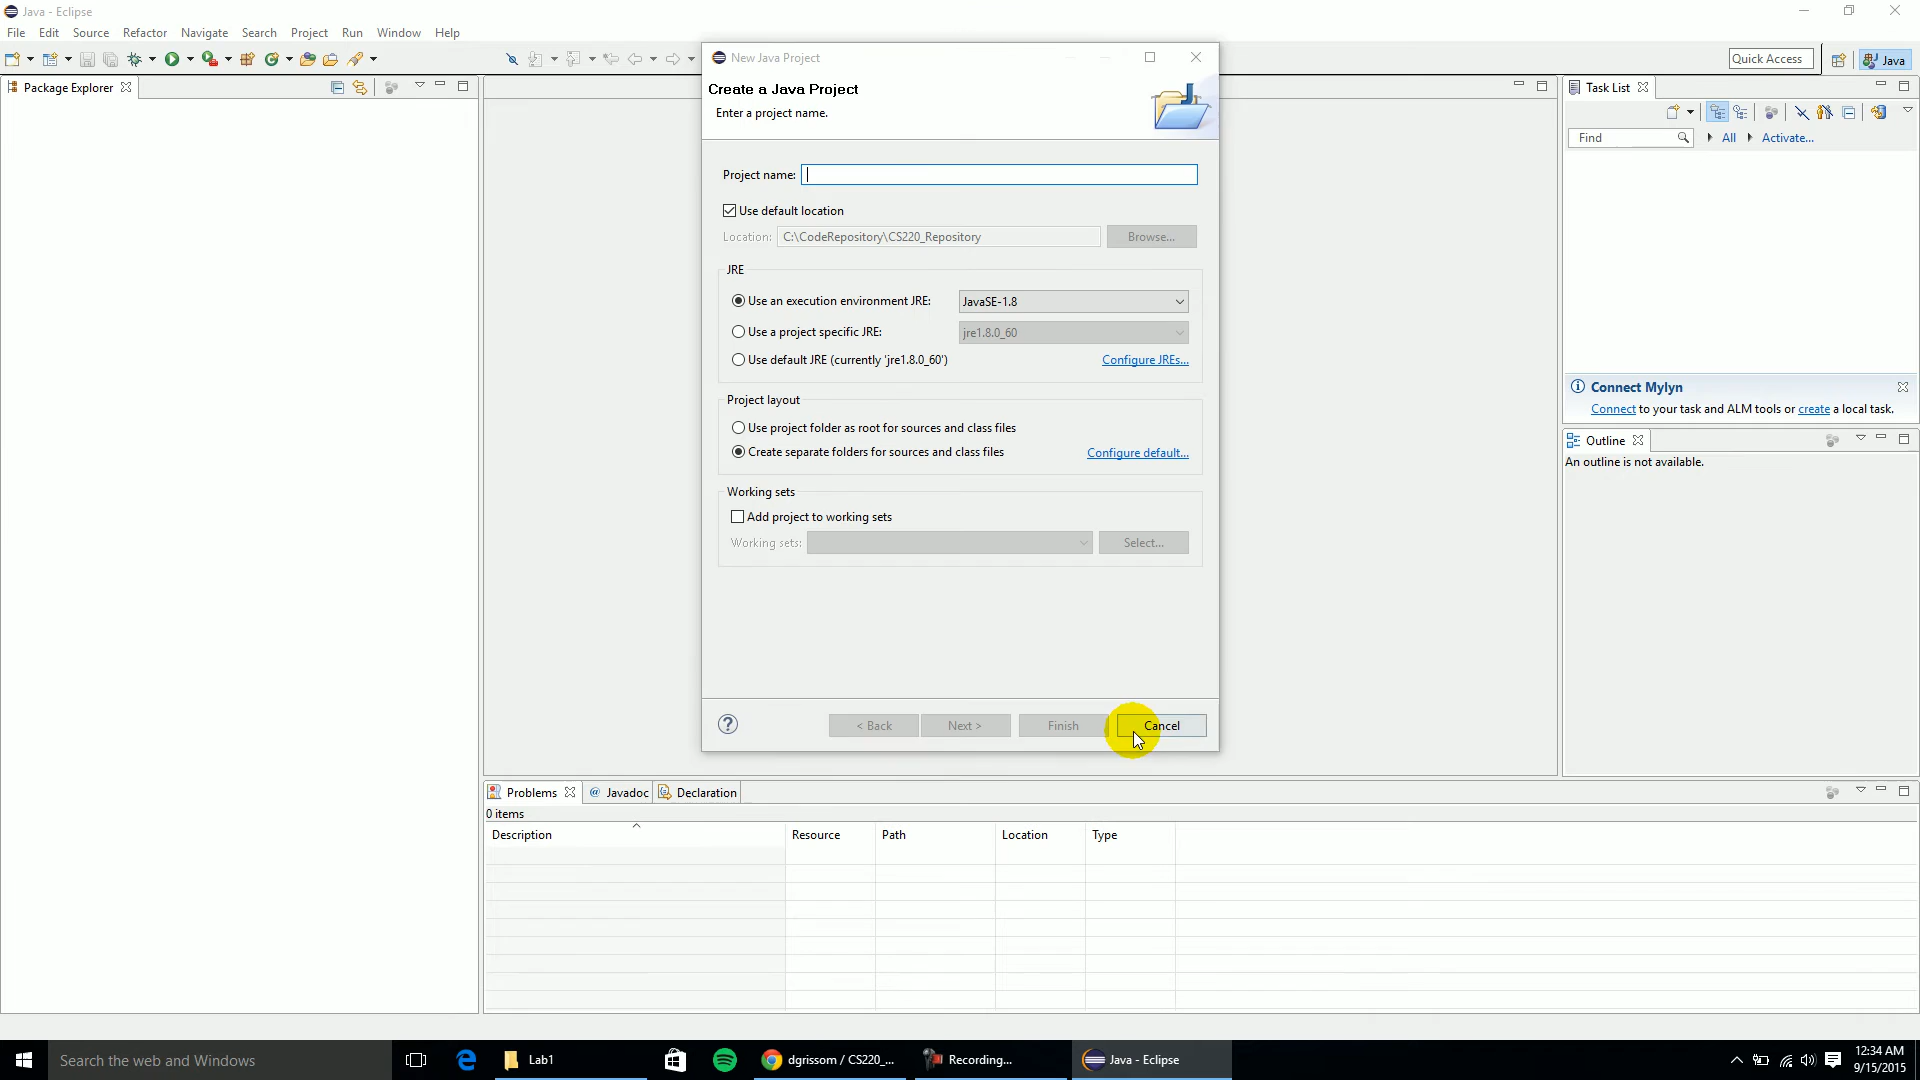 Java - Eclipse
File Edit Source Refactor Navigate Search Project Run Window Help
Quick Access Java
Package Explorer
New Java Project
Create a Java Project
Enter a project name.
Project name:
Use default location
Location: C:\CodeRepository\CS220_Repository Browse...
JRE
Use an execution environment JRE: JavaSE-1.8
Use a project specific JRE: jre1.8.0_60
Use default JRE (currently 'jre1.8.0_60') Configure JREs...
Project layout
Use project folder as root for sources and class files
Create separate folders for sources and class files Configure default...
Working sets
Add project to working sets
Working sets: Select...
< Back Next > Finish Cancel
Task List
Find All Activate...
Connect Mylyn
Connect to your task and ALM tools or create a local task.
Outline
An outline is not available.
Problems @ Javadoc Declaration
0 items
Description Resource Path Location Type
Search the web and Windows Lab1 dgrissom / CS220_... Recording... Java - Eclipse
12:34 AM
9/15/2015